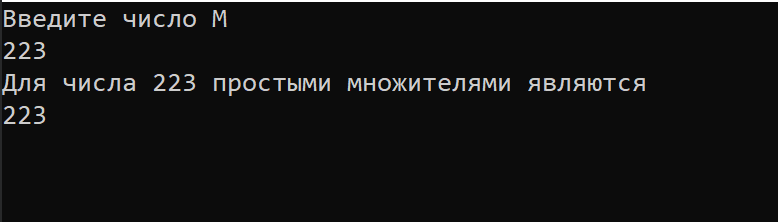 Введите число M
223
Для числа 223 простыми множителями являются
223